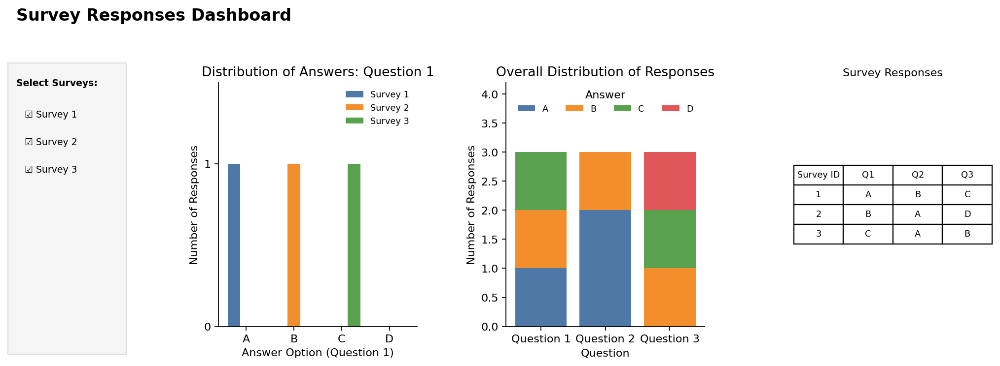 Survey Responses Dashboard
Select Surveys:
☑ Survey 1
☑ Survey 2
☑ Survey 3
Distribution of Answers: Question 1
Survey 1
Survey 2
Survey 3
Number of Responses
1
0
A B C D
Answer Option (Question 1)
Overall Distribution of Responses
Answer
A B C D
Number of Responses
4.0
3.5
3.0
2.5
2.0
1.5
1.0
0.5
0.0
Question 1 Question 2 Question 3
Question
Survey Responses
Survey ID Q1 Q2 Q3
1 A B C
2 B A D
3 C A B